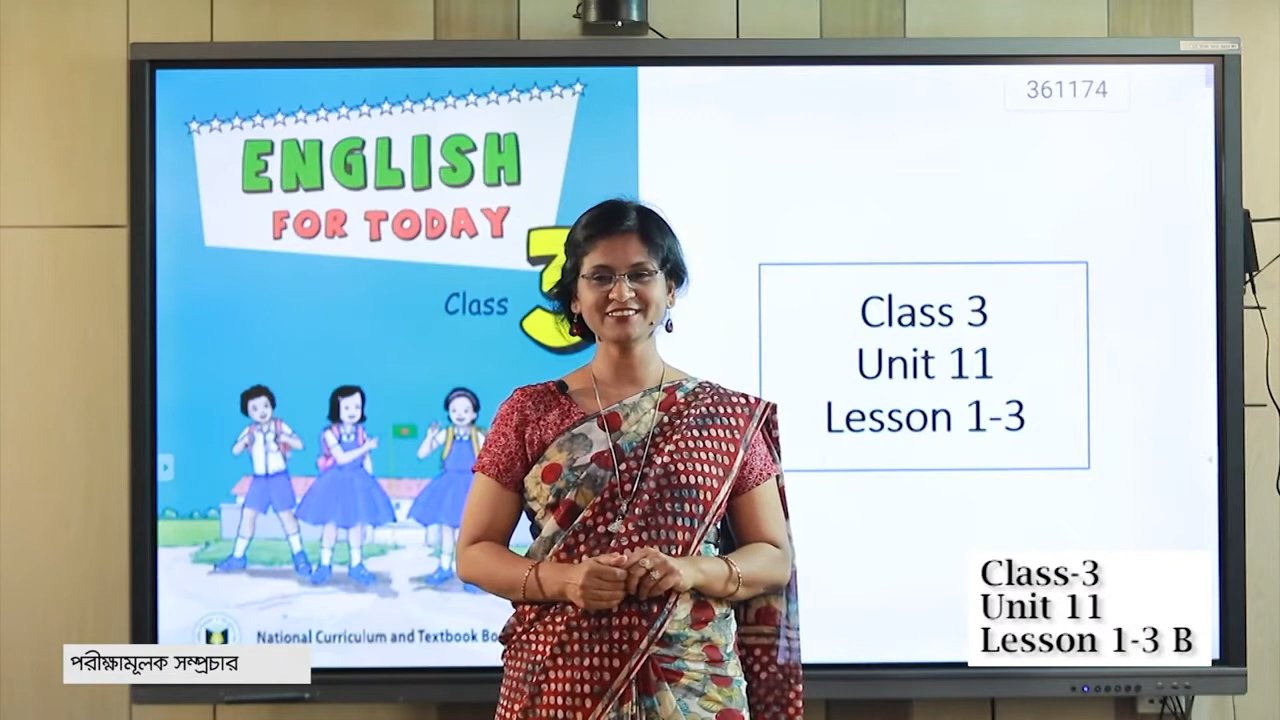 361174
ENGLISH
FOR TODAY
Class 3
National Curriculum and Textbook
Class 3
Unit 11
Lesson 1-3
Class-3
Unit 11
Lesson 1-3 B
পরীক্ষামূলক সম্প্রচার